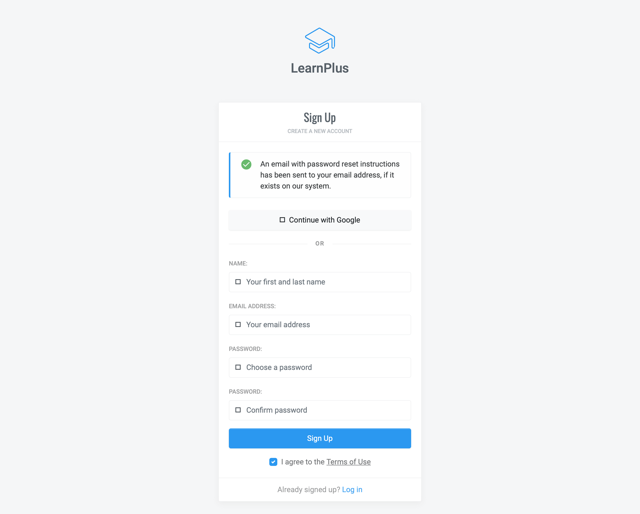 LearnPlus
Sign Up
CREATE A NEW ACCOUNT
An email with password reset instructions
has been sent to your email address, if it
exists on our system.
Continue with Google
OR
NAME:
Your first and last name
EMAIL ADDRESS:
Your email address
PASSWORD:
Choose a password
PASSWORD:
Confirm password
Sign Up
I agree to the Terms of Use
Already signed up? Log in